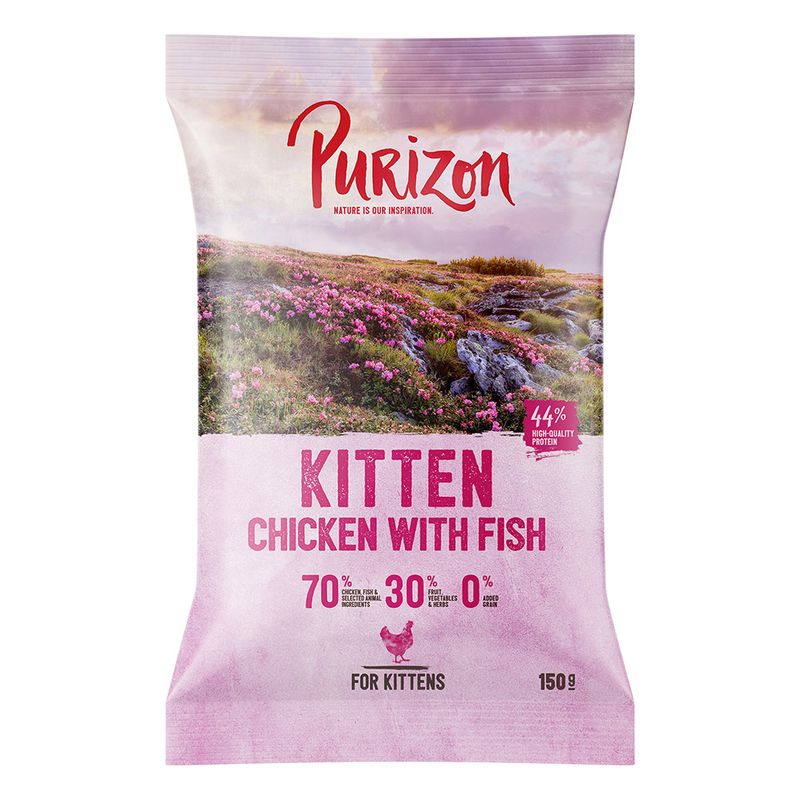 PURIZON
NATURE IS OUR INSPIRATION.
44%
HIGH-QUALITY
PROTEIN
KITTEN
CHICKEN WITH FISH
70% CHICKEN, FISH & SELECTED ANIMAL INGREDIENTS 30% FRUIT, VEGETABLES & HERBS 0% ADDED GRAIN
FOR KITTENS 150g